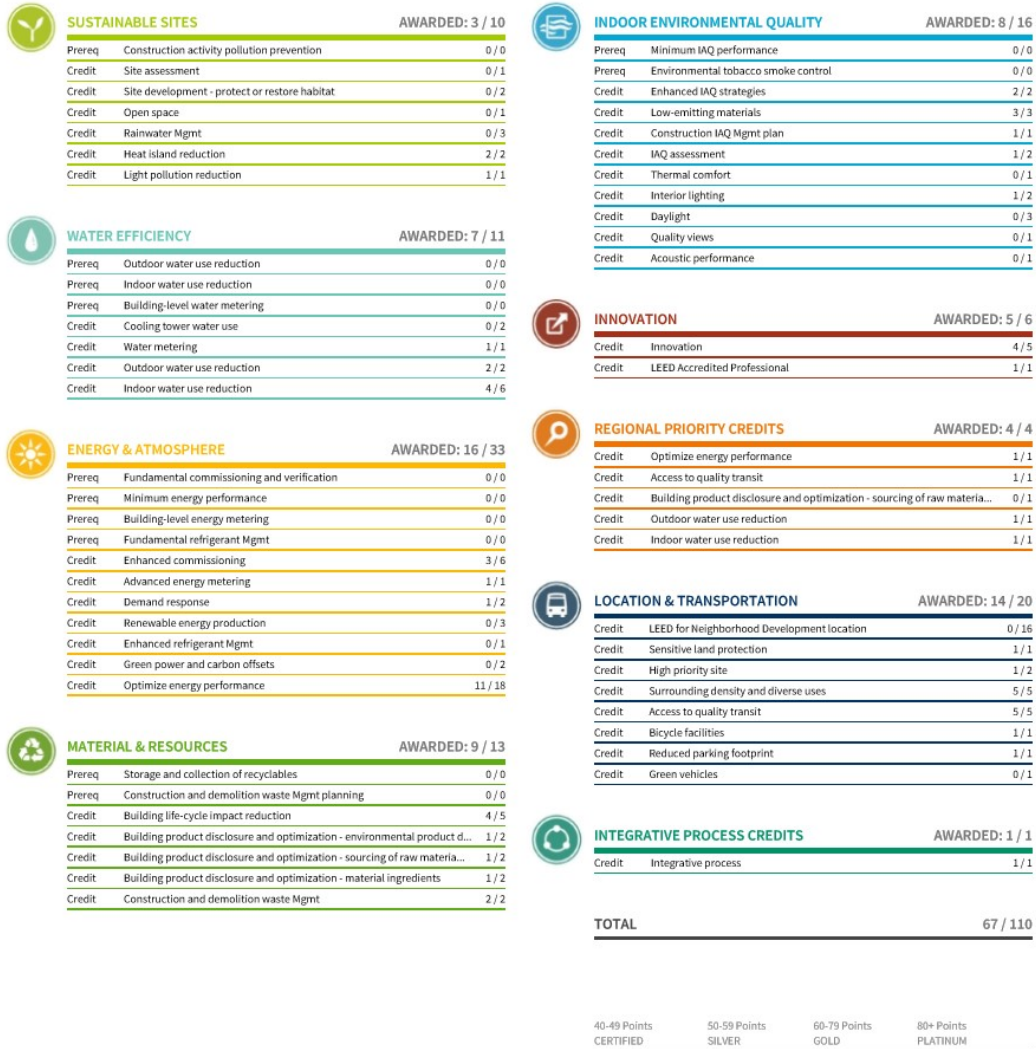 SUSTAINABLE SITES AWARDED: 3 / 10
Prereq Construction activity pollution prevention 0 / 0
Credit Site assessment 0 / 1
Credit Site development - protect or restore habitat 0 / 2
Credit Open space 0 / 1
Credit Rainwater Mgmt 0 / 3
Credit Heat island reduction 2 / 2
Credit Light pollution reduction 1 / 1
WATER EFFICIENCY AWARDED: 7 / 11
Prereq Outdoor water use reduction 0 / 0
Prereq Indoor water use reduction 0 / 0
Prereq Building-level water metering 0 / 0
Credit Cooling tower water use 0 / 2
Credit Water metering 1 / 1
Credit Outdoor water use reduction 2 / 2
Credit Indoor water use reduction 4 / 6
ENERGY & ATMOSPHERE AWARDED: 16 / 33
Prereq Fundamental commissioning and verification 0 / 0
Prereq Minimum energy performance 0 / 0
Prereq Building-level energy metering 0 / 0
Prereq Fundamental refrigerant Mgmt 0 / 0
Credit Enhanced commissioning 3 / 6
Credit Advanced energy metering 1 / 1
Credit Demand response 1 / 2
Credit Renewable energy production 0 / 3
Credit Enhanced refrigerant Mgmt 0 / 1
Credit Green power and carbon offsets 0 / 2
Credit Optimize energy performance 11 / 18
MATERIAL & RESOURCES AWARDED: 9 / 13
Prereq Storage and collection of recyclables 0 / 0
Prereq Construction and demolition waste Mgmt planning 0 / 0
Credit Building life-cycle impact reduction 4 / 5
Credit Building product disclosure and optimization - environmental product d... 1 / 2
Credit Building product disclosure and optimization - sourcing of raw materia... 1 / 2
Credit Building product disclosure and optimization - material ingredients 1 / 2
Credit Construction and demolition waste Mgmt 2 / 2
INDOOR ENVIRONMENTAL QUALITY AWARDED: 8 / 16
Prereq Minimum IAQ performance 0 / 0
Prereq Environmental tobacco smoke control 0 / 0
Credit Enhanced IAQ strategies 2 / 2
Credit Low-emitting materials 3 / 3
Credit Construction IAQ Mgmt plan 1 / 1
Credit IAQ assessment 1 / 2
Credit Thermal comfort 0 / 1
Credit Interior lighting 1 / 2
Credit Daylight 0 / 3
Credit Quality views 0 / 1
Credit Acoustic performance 0 / 1
INNOVATION AWARDED: 5 / 6
Credit Innovation 4 / 5
Credit LEED Accredited Professional 1 / 1
REGIONAL PRIORITY CREDITS AWARDED: 4 / 4
Credit Optimize energy performance 1 / 1
Credit Access to quality transit 1 / 1
Credit Building product disclosure and optimization - sourcing of raw materia... 0 / 1
Credit Outdoor water use reduction 1 / 1
Credit Indoor water use reduction 1 / 1
LOCATION & TRANSPORTATION AWARDED: 14 / 20
Credit LEED for Neighborhood Development location 0 / 16
Credit Sensitive land protection 1 / 1
Credit High priority site 1 / 2
Credit Surrounding density and diverse uses 5 / 5
Credit Access to quality transit 5 / 5
Credit Bicycle facilities 1 / 1
Credit Reduced parking footprint 1 / 1
Credit Green vehicles 0 / 1
INTEGRATIVE PROCESS CREDITS AWARDED: 1 / 1
Credit Integrative process 1 / 1
TOTAL 67 / 110
40-49 Points 50-59 Points 60-79 Points 80+ Points
CERTIFIED SILVER GOLD PLATINUM